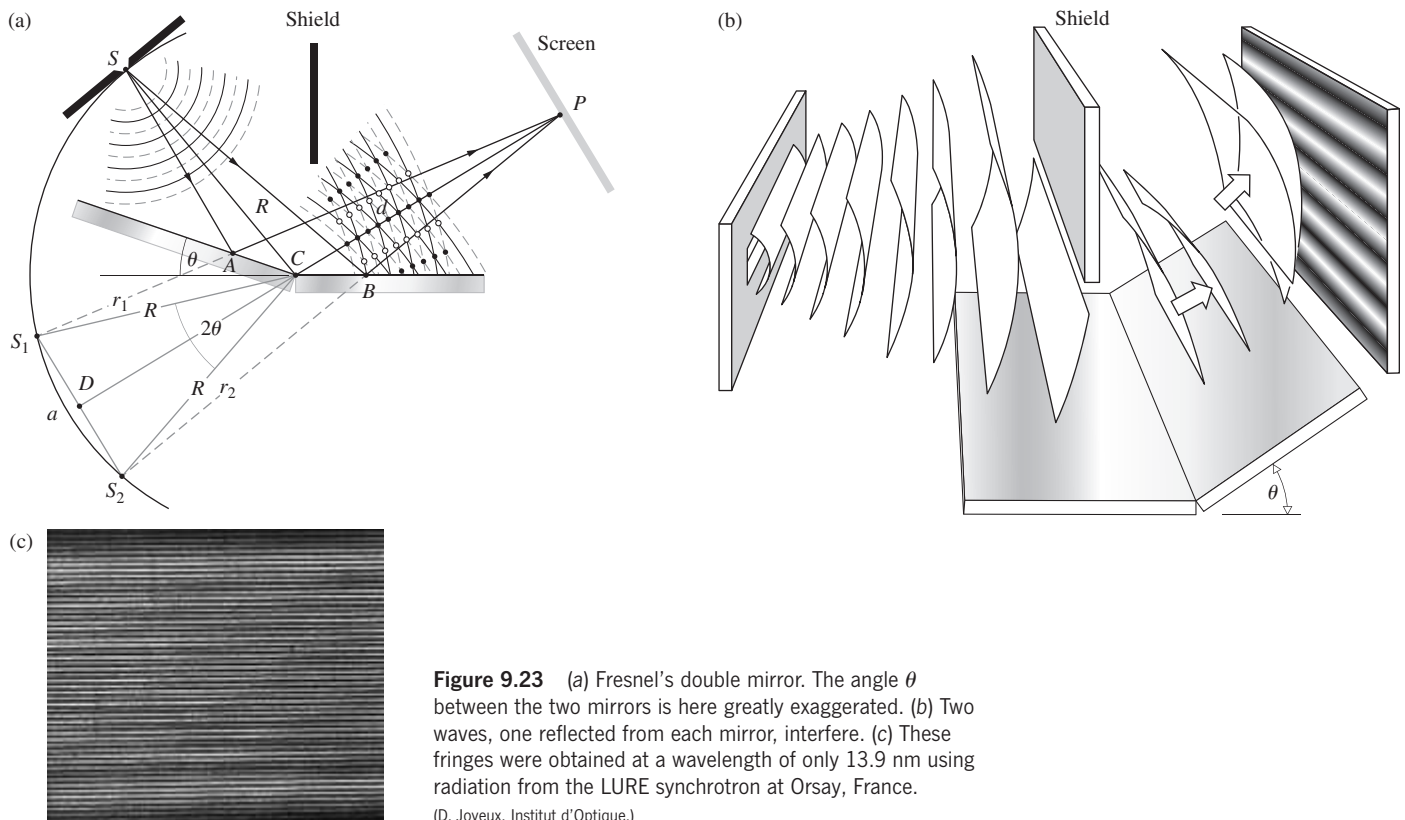 (a)
Shield
Screen
S
P
R
d
θ
A
C
B
r1
R
2θ
S1
D
R
r2
a
S2
(b)
Shield
θ
(c)
Figure 9.23 (a) Fresnel’s double mirror. The angle θ
between the two mirrors is here greatly exaggerated. (b) Two
waves, one reflected from each mirror, interfere. (c) These
fringes were obtained at a wavelength of only 13.9 nm using
radiation from the LURE synchrotron at Orsay, France.
(D. Joyeux, Institut d’Optique.)